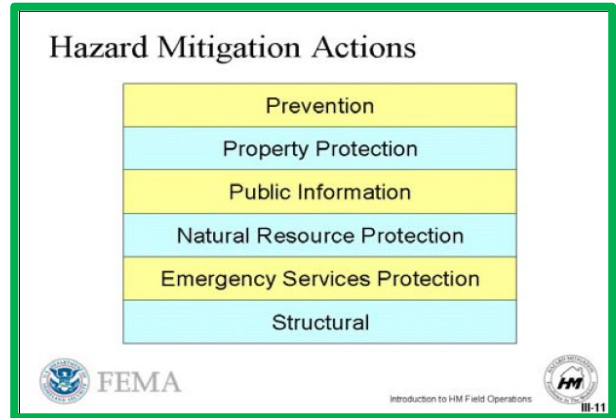 Hazard Mitigation Actions
Prevention
Property Protection
Public Information
Natural Resource Protection
Emergency Services Protection
Structural
FEMA
Introduction to HM Field Operations
HM
III-11